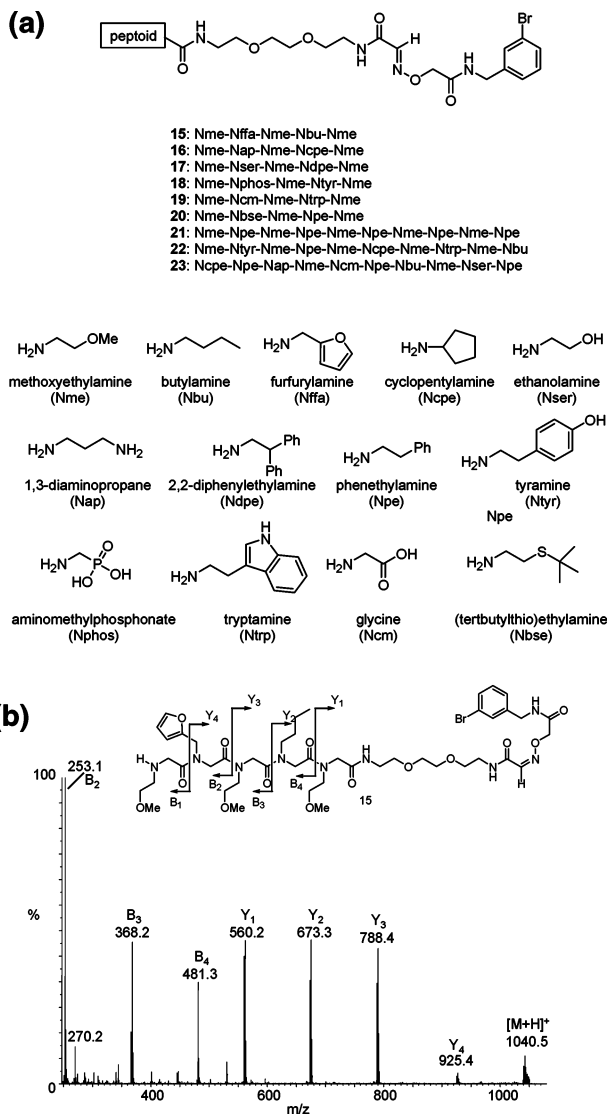 (a)
peptoid
H
N
O
O
O
N
H
O
N
O
O
H
N
Br
15: Nme-Nffa-Nme-Nbu-Nme
16: Nme-Nap-Nme-Ncpe-Nme
17: Nme-Nser-Nme-Ndpe-Nme
18: Nme-Nphos-Nme-Ntyr-Nme
19: Nme-Ncm-Nme-Ntrp-Nme
20: Nme-Nbse-Nme-Npe-Nme
21: Nme-Npe-Nme-Npe-Nme-Npe-Nme-Npe-Nme-Npe
22: Nme-Ntyr-Nme-Npe-Nme-Ncpe-Nme-Ntrp-Nme-Nbu
23: Ncpe-Npe-Nap-Nme-Ncm-Npe-Nbu-Nme-Nser-Npe
H2N OMe
H2N
H2N O
H2N
H2N OH
methoxyethylamine butylamine furfurylamine cyclopentylamine ethanolamine
(Nme) (Nbu) (Nffa) (Ncpe) (Nser)
H2N NH2
H2N Ph
Ph
H2N Ph
H2N OH
1,3-diaminopropane 2,2-diphenylethylamine phenethylamine tyramine
(Nap) (Ndpe) (Npe) (Ntyr)
Npe
H2N P O
HO OH
H2N H
N
H2N OH
O
H2N S
aminomethylphosphonate tryptamine glycine (tertbutylthio)ethylamine
(Nphos) (Ntrp) (Ncm) (Nbse)
(b)
Y4 Y3 Y2 Y1
B1 B2 B3 B4
H N O N O N O N O N O H N O O H N O N O O H N Br
OMe OMe OMe
H
15
100
253.1
B2
%
B3
368.2
B4
481.3
Y1
560.2
Y2
673.3
Y3
788.4
270.2
Y4
925.4
[M+H]+
1040.5
0
400 600 800 1000
m/z